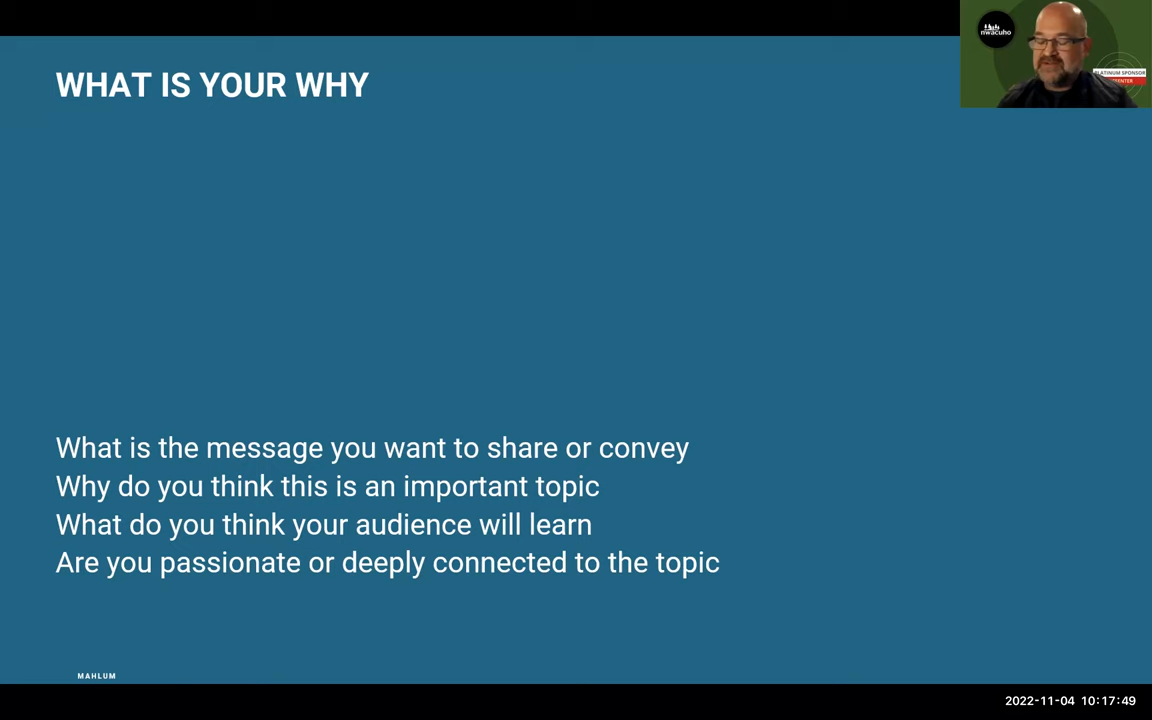 WHAT IS YOUR WHY
nwacuho
PLATINUM SPONSOR
What is the message you want to share or convey
Why do you think this is an important topic
What do you think your audience will learn
Are you passionate or deeply connected to the topic
MAHLUM
2022-11-04 10:17:49